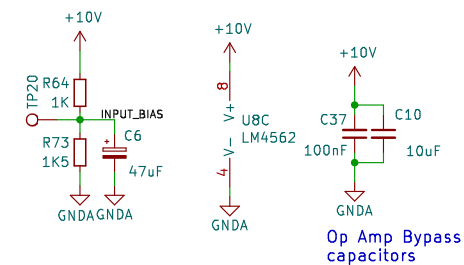 +10V
TP20
R64
1K
INPUT_BIAS
R73
1K5
+
C6
47uF
GNDA
GNDA
+10V
8
V+
U8C
LM4562
V-
4
GNDA
+10V
C37
100nF
C10
10uF
GNDA
Op Amp Bypass
capacitors